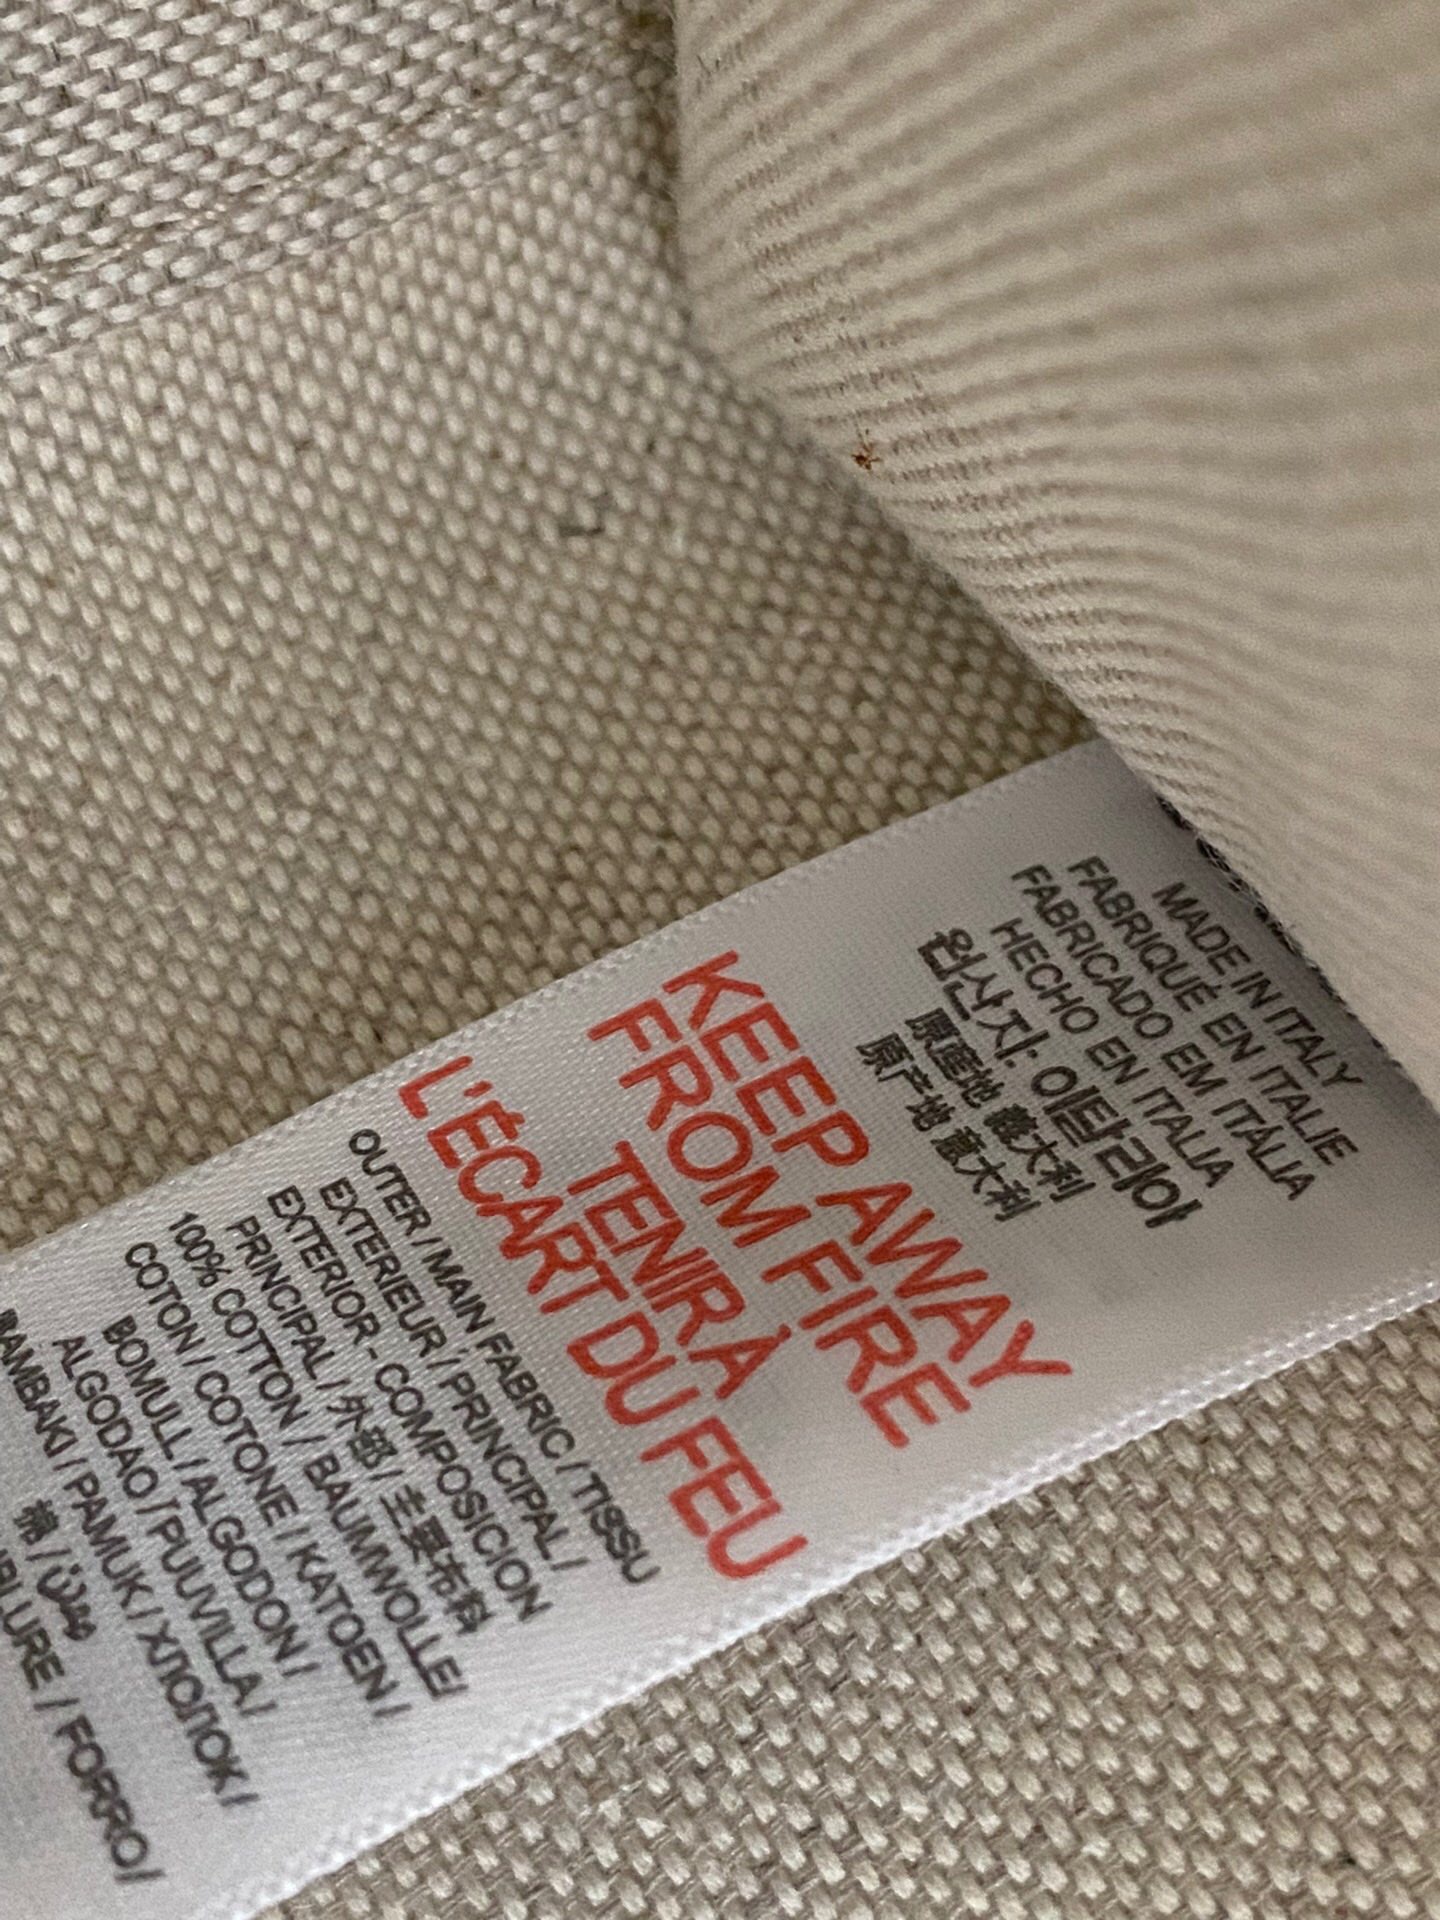 MADE IN ITALY
FABRIQUÉ EN ITALIE
FABRICADO EM ITÁLIA
HECHO EN ITALIA
원산지: 이탈리아
原產地 義大利
原产地 意大利
KEEP AWAY
FROM FIRE
TENIR À
L'ÉCART DU FEU
OUTER / MAIN FABRIC / TISSU
EXTERIEUR / PRINCIPAL /
EXTERIOR - COMPOSICION
PRINCIPAL / 外部 / 主要布料
100% COTTON / BAUMWOLLE/
COTON / COTONE / KATOEN /
BOMULL / ALGODON /
ALGODAO / PUUVILLA /
BAMBAKI / PAMUK / ХЛОПОК /
棉 / قطن
/ FORRO /